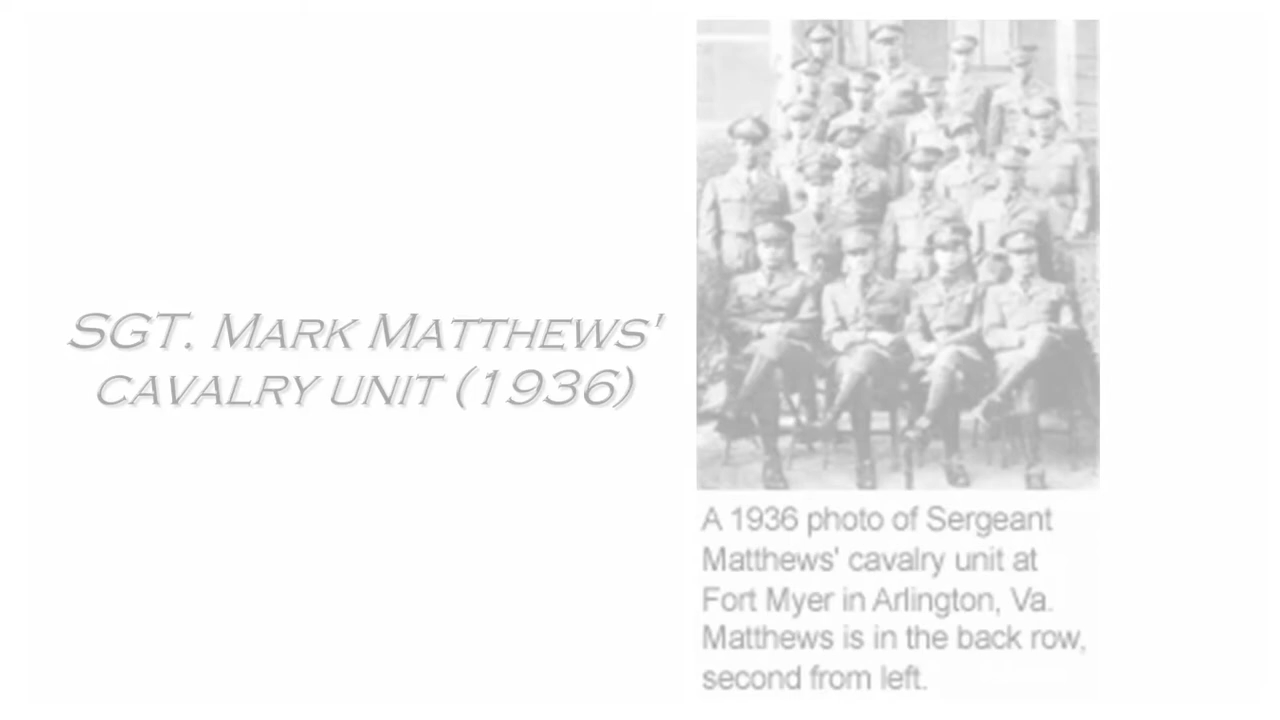 SGT. MARK MATTHEWS'
CAVALRY UNIT (1936)
A 1936 photo of Sergeant
Matthews' cavalry unit at
Fort Myer in Arlington, Va.
Matthews is in the back row,
second from left.